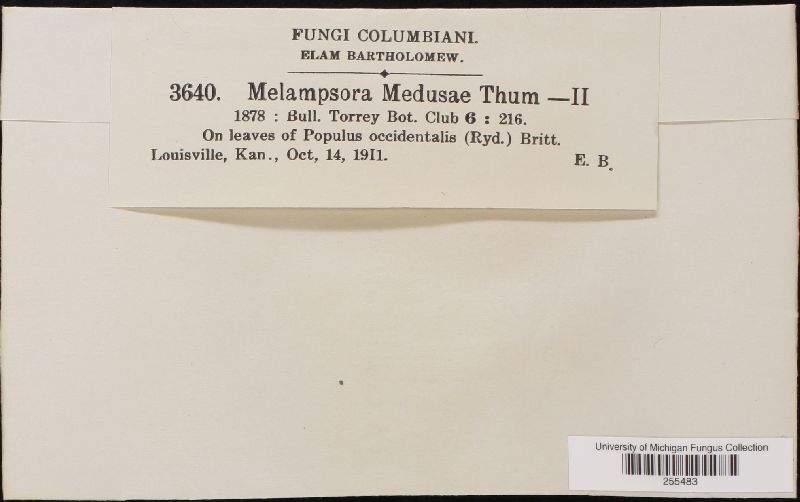 FUNGI COLUMBIANI.
ELAM BARTHOLOMEW.
3640. Melampsora Medusae Thum —II
1878 : Bull. Torrey Bot. Club 6 : 216.
On leaves of Populus occidentalis (Ryd.) Britt.
Louisville, Kan., Oct, 14, 1911.
E. B.
University of Michigan Fungus Collection
255483